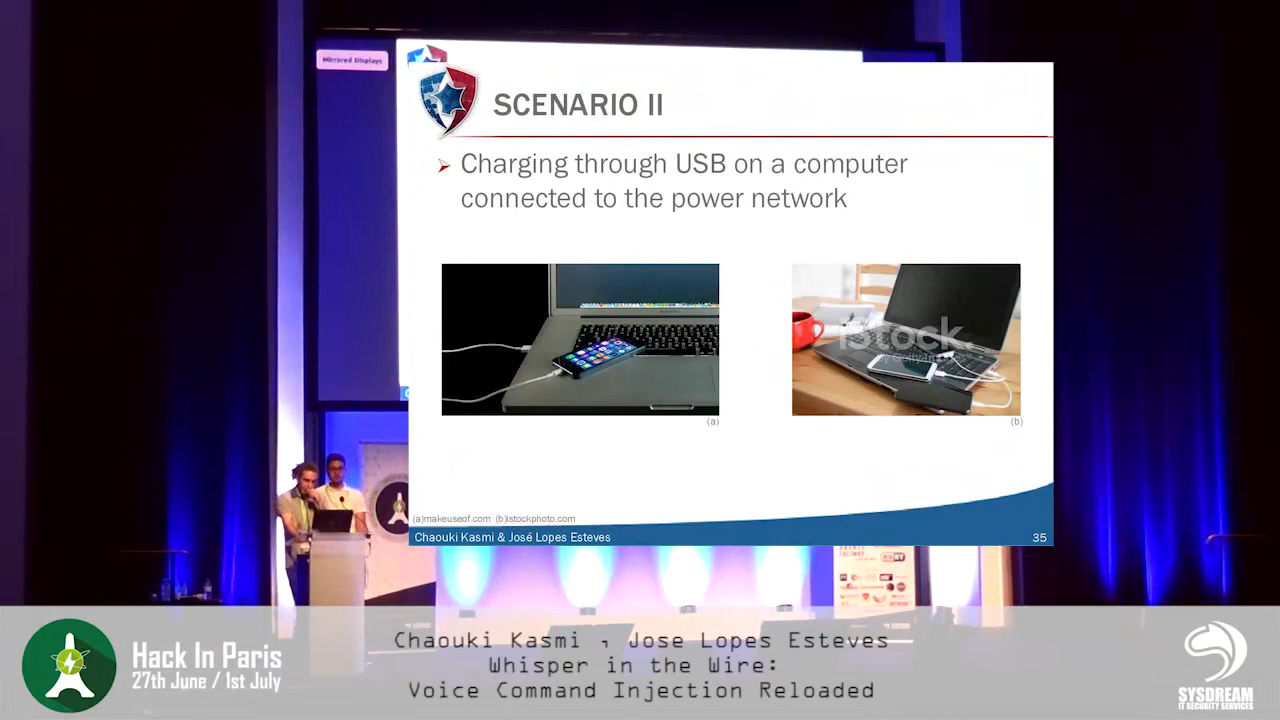 Mirrored Displays
SCENARIO II
Charging through USB on a computer
connected to the power network
iStock.
(a)
(b)
(a)makeuseof.com (b)istockphoto.com
Chaouki Kasmi & José Lopes Esteves
35
Hack In Paris
27th June / 1st July
Chaouki Kasmi , Jose Lopes Esteves
Whisper in the Wire:
Voice Command Injection Reloaded
SYSDREAM
IT SECURITY SERVICES